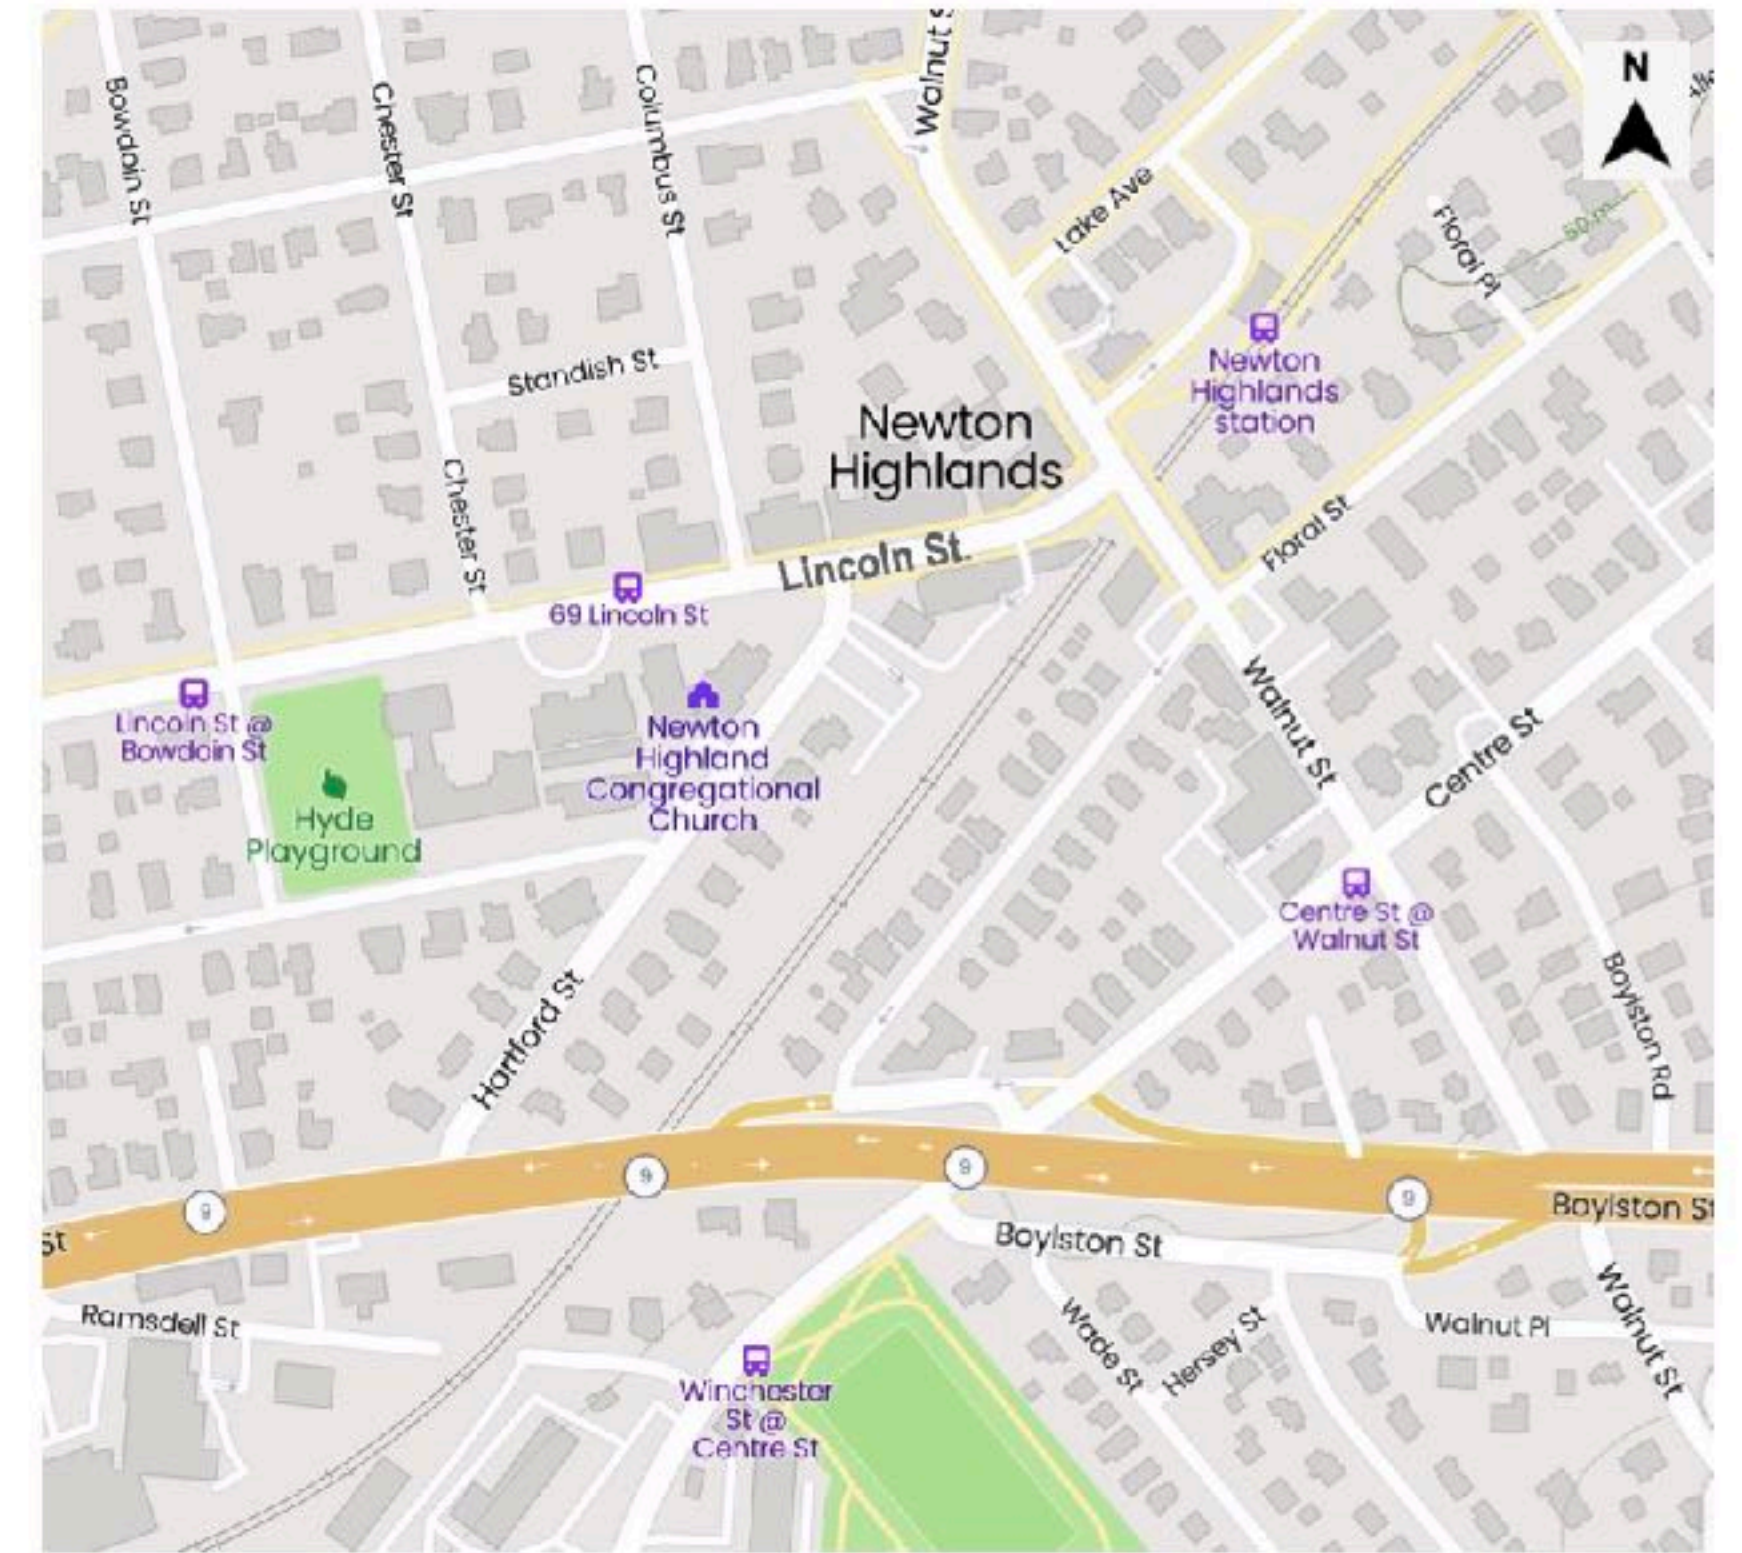 Walnut S
N
Bowdoin St
Chester St
Columbus St
Lake Ave
Floral Pl
50 m
Newton
Highlands
station
Standish St
Newton
Highlands
Chester St
Floral St
Lincoln St.
69 Lincoln St
Lincoln St @
Bowdoin St
Newton
Highland
Congregational
Church
Walnut St
Centre St
Hyde
Playground
Centre St @
Walnut St
Boylston Rd
Hartford St
9
9
9
9
Boylston St
St
Boylston St
Ramsdell St
Wade St
Hersey St
Walnut Pl
Walnut St
Winchester
St @
Centre St